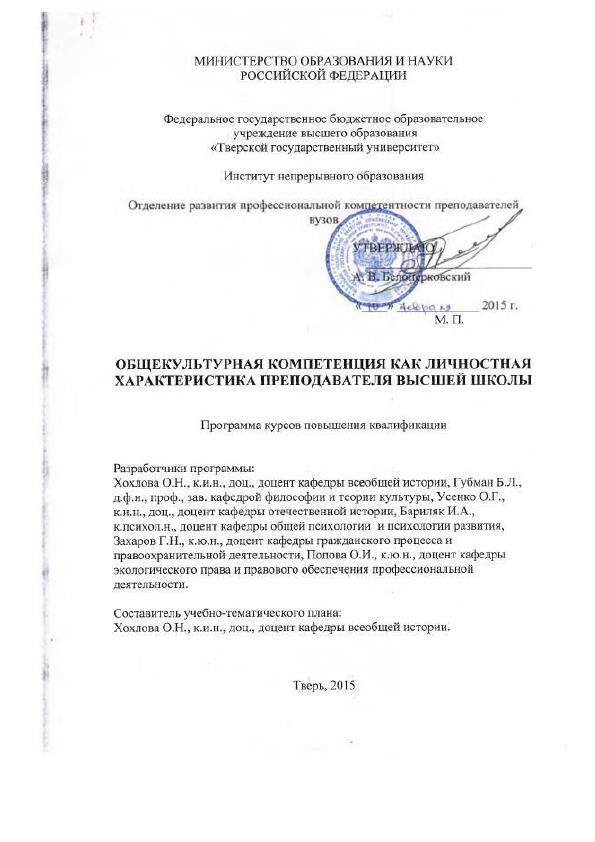 МИНИСТЕРСТВО ОБРАЗОВАНИЯ И НАУКИ
РОССИЙСКОЙ ФЕДЕРАЦИИ
Федеральное государственное бюджетное образовательное
учреждение высшего образования
«Тверской государственный университет»
Институт непрерывного образования
Отделение развития профессиональной компетентности преподавателей
вузов
УТВЕРЖДАЮ
А. В. Белоцерковский
« 10 » февраля 2015 г.
М. П.
ОБЩЕКУЛЬТУРНАЯ КОМПЕТЕНЦИЯ КАК ЛИЧНОСТНАЯ
ХАРАКТЕРИСТИКА ПРЕПОДАВАТЕЛЯ ВЫСШЕЙ ШКОЛЫ
Программа курсов повышения квалификации
Разработчики программы:
Хохлова О.Н., к.и.н., доц., доцент кафедры всеобщей истории, Губман Б.Л.,
д.ф.н., проф., зав. кафедрой философии и теории культуры, Усенко О.Г.,
к.и.н., доц., доцент кафедры отечественной истории, Бариляк И.А.,
к.психол.н., доцент кафедры общей психологии и психологии развития,
Захаров Г.Н., к.ю.н., доцент кафедры гражданского процесса и
правоохранительной деятельности, Попова О.И., к.ю.н., доцент кафедры
экологического права и правового обеспечения профессиональной
деятельности.
Составитель учебно-тематического плана:
Хохлова О.Н., к.и.н., доц., доцент кафедры всеобщей истории.
Тверь, 2015